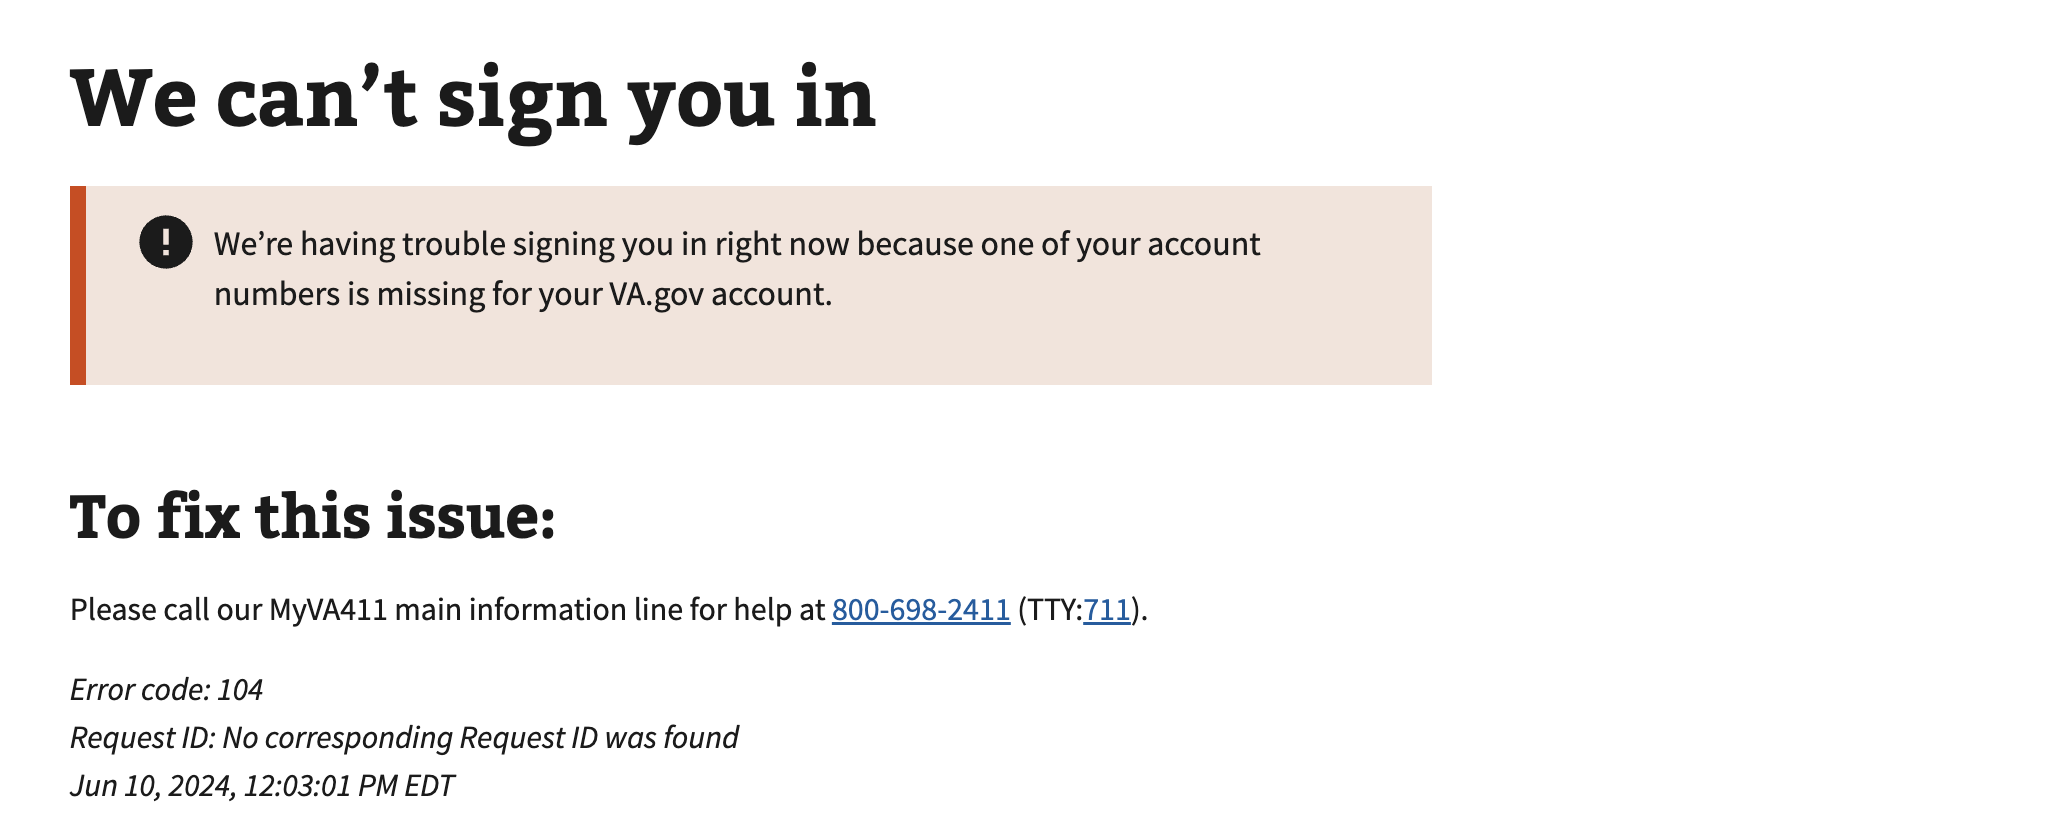 We can’t sign you in
We’re having trouble signing you in right now because one of your account
numbers is missing for your VA.gov account.
To fix this issue:
Please call our MyVA411 main information line for help at 800-698-2411 (TTY:711).
Error code: 104
Request ID: No corresponding Request ID was found
Jun 10, 2024, 12:03:01 PM EDT